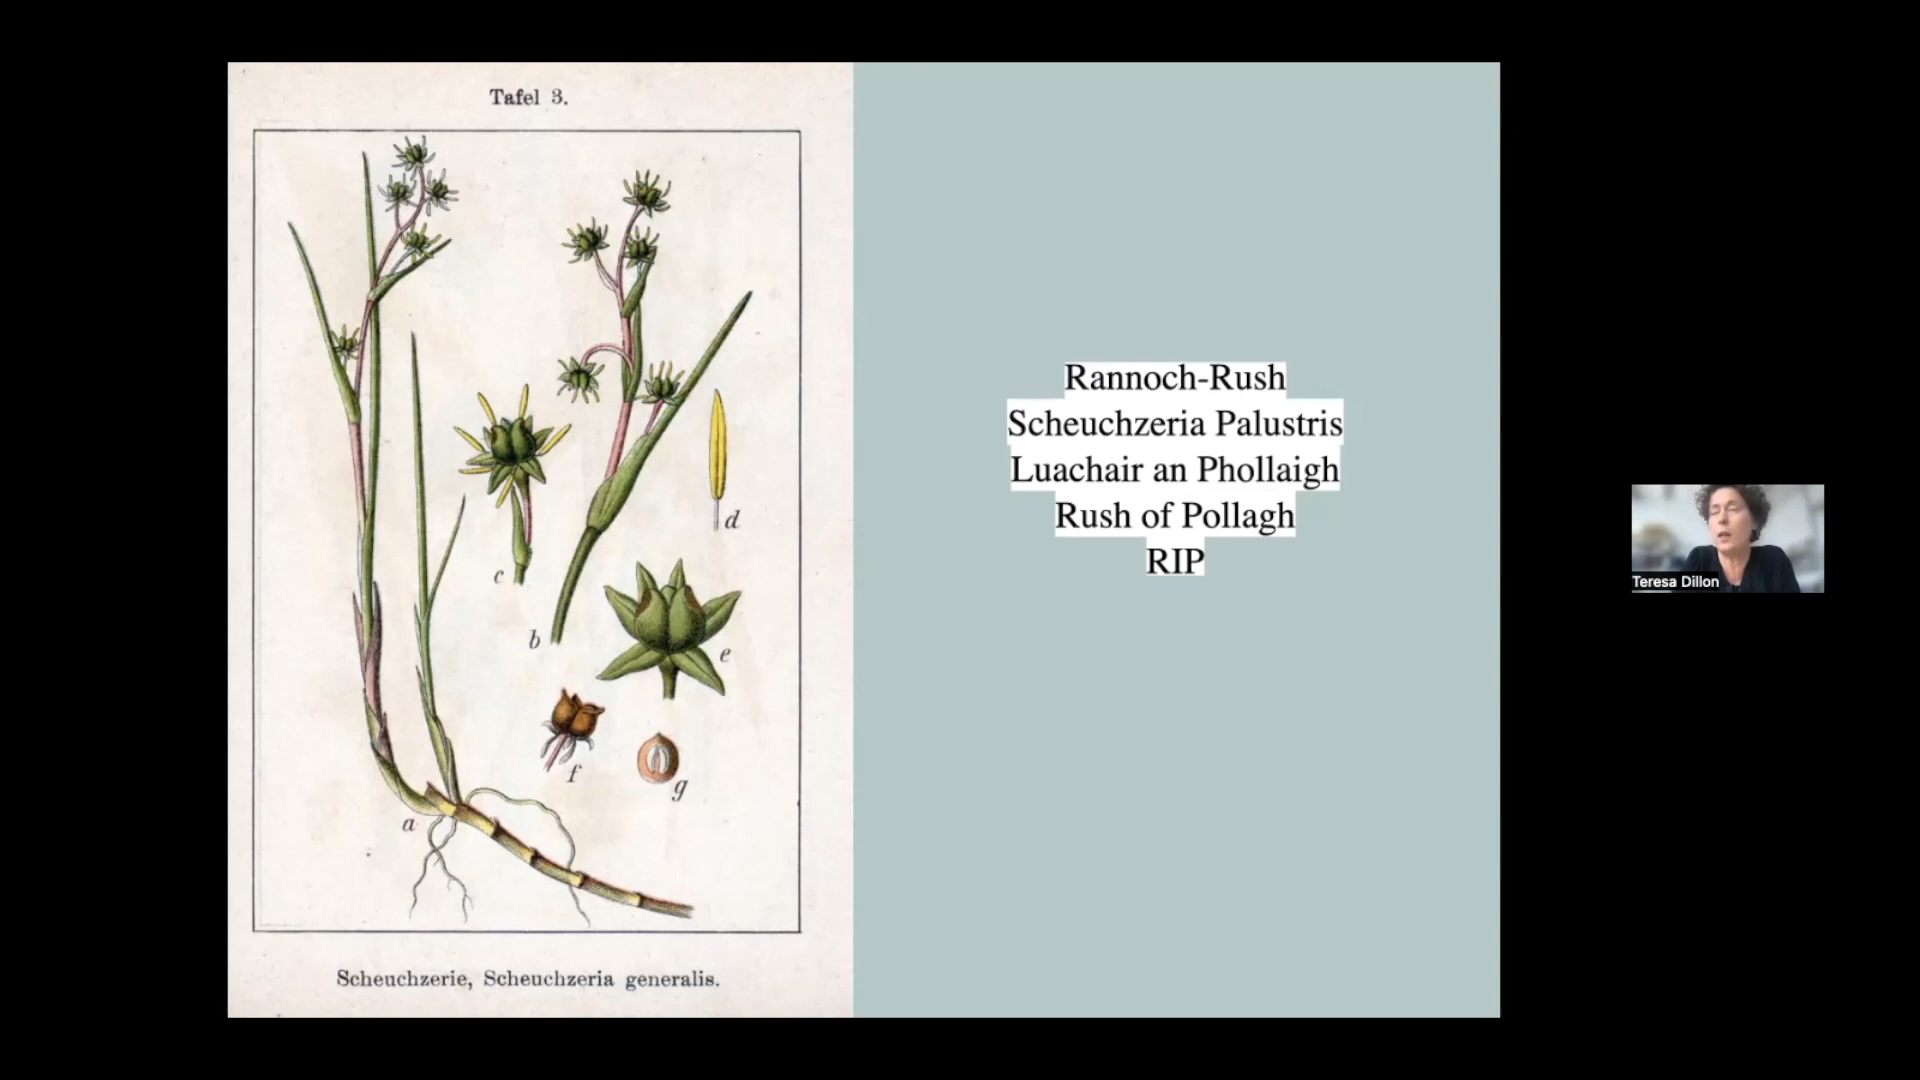 Tafel 3.
a
b
c
d
e
f
g
Scheuchzerie, Scheuchzeria generalis.
Rannoch-Rush
Scheuchzeria Palustris
Luachair an Phollaigh
Rush of Pollagh
RIP
Teresa Dillon